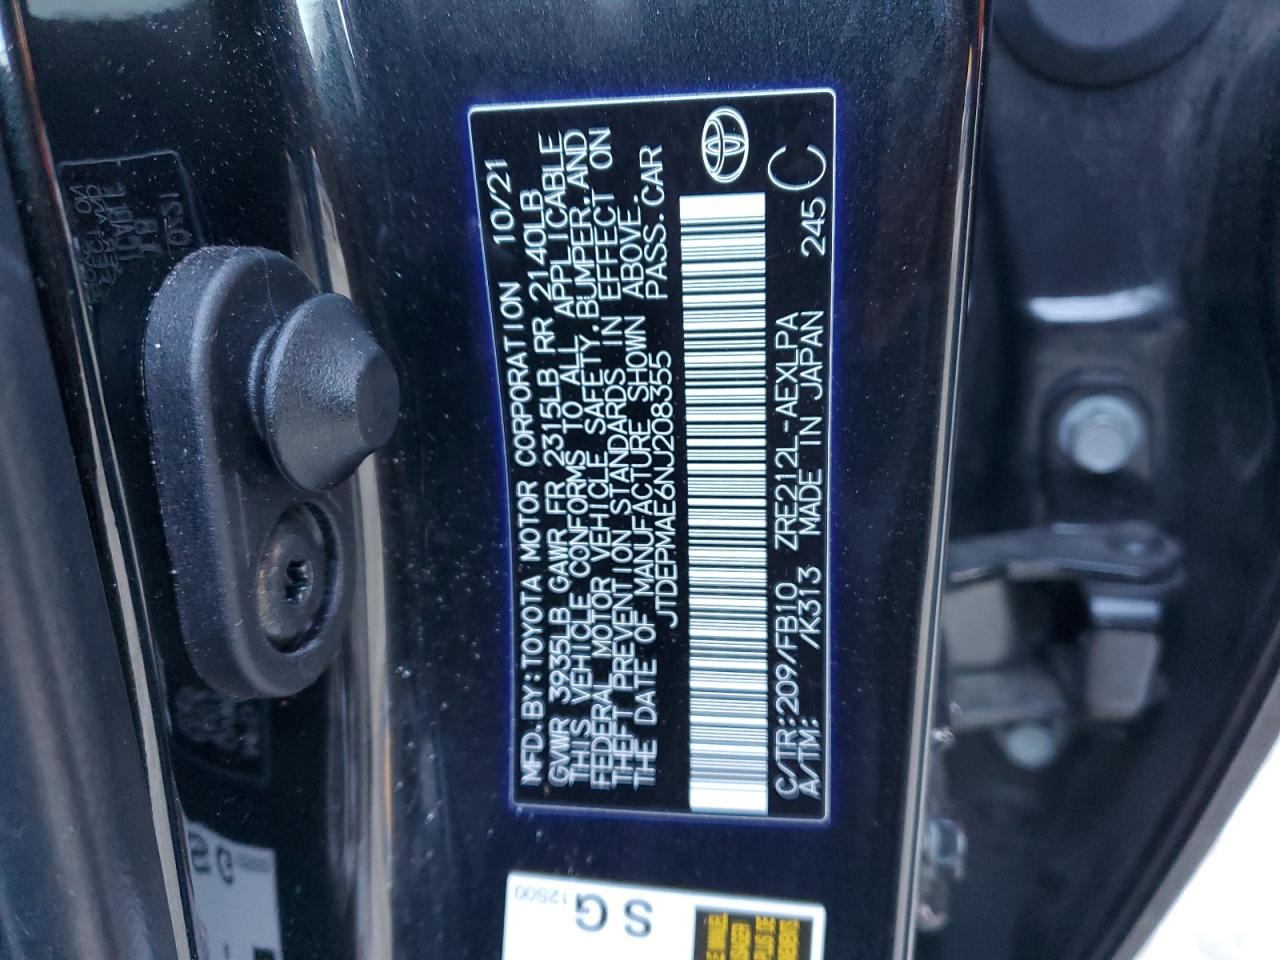 MFD.BY:TOYOTA MOTOR CORPORATION 10/21
GVWR 3935LB GAWR FR 2315LB RR 2140LB
THIS VEHICLE CONFORMS TO ALL APPLICABLE
FEDERAL MOTOR VEHICLE SAFETY,BUMPER,AND
THEFT PREVENTION STANDARDS IN EFFECT ON
THE DATE OF MANUFACTURE SHOWN ABOVE.
JTDEPMAE6NJ208355 PASS.CAR
C/TR:209/FB10 ZRE212L-AEXLPA 245
A/TM: /K313 MADE IN JAPAN C
SG
12S00